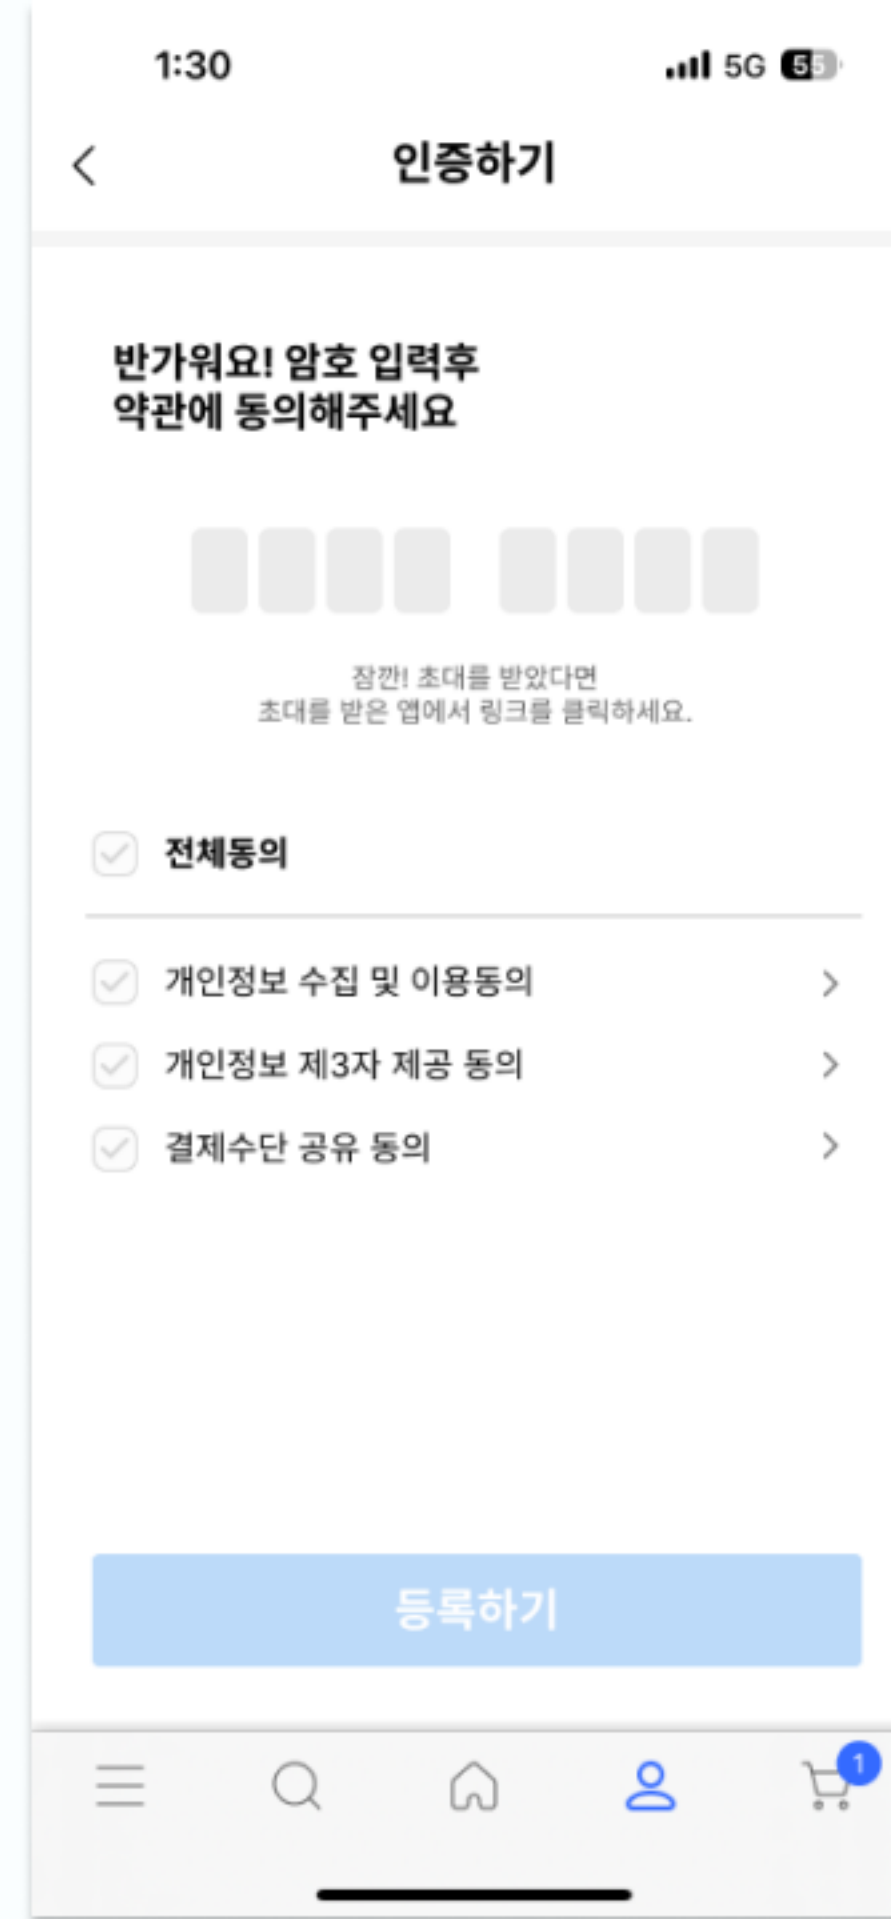 1:30
5G 55
인증하기
반가워요! 암호 입력후
약관에 동의해주세요
잠깐! 초대를 받았다면
초대를 받은 앱에서 링크를 클릭하세요.
전체동의
개인정보 수집 및 이용동의
개인정보 제3자 제공 동의
결제수단 공유 동의
등록하기
1